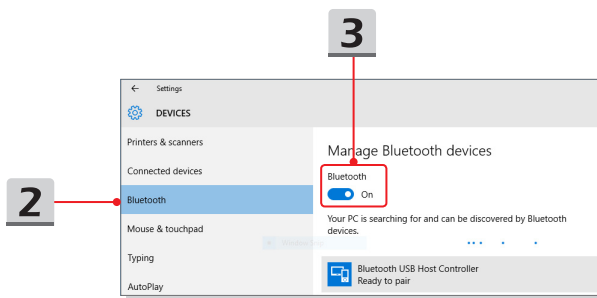 3
← Settings
DEVICES
Printers & scanners
Manage Bluetooth devices
Connected devices
Bluetooth
2
Bluetooth
On
Mouse & touchpad
Your PC is searching for and can be discovered by Bluetooth
devices.
Typing
Bluetooth USB Host Controller
Ready to pair
AutoPlay